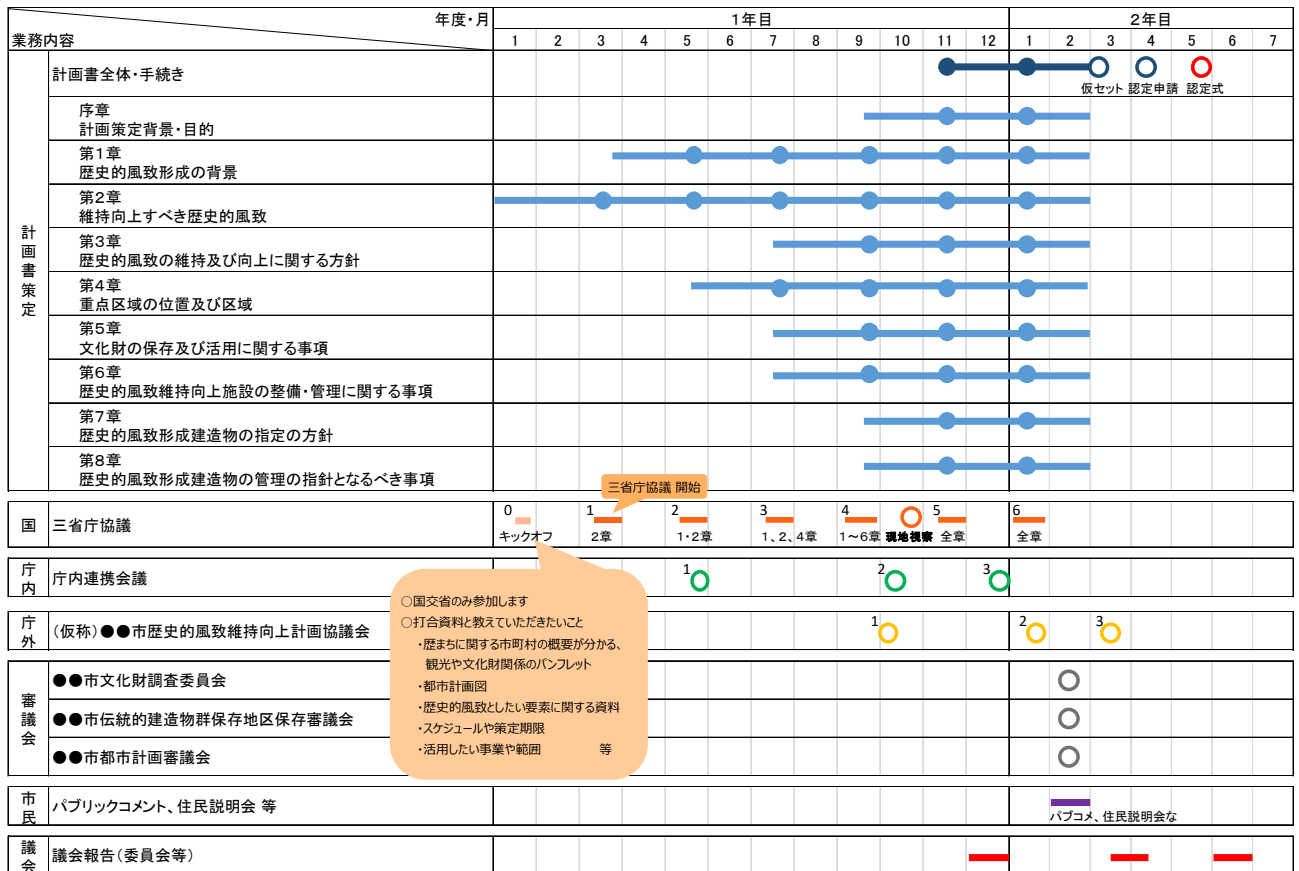 年度・月
1年目
2年目
業務内容
1 2 3 4 5 6 7 8 9 10 11 12 1 2 3 4 5 6 7
計画書策定
計画書全体・手続き
仮セット 認定申請 認定式
序章
計画策定背景・目的
第1章
歴史的風致形成の背景
第2章
維持向上すべき歴史的風致
第3章
歴史的風致の維持及び向上に関する方針
第4章
重点区域の位置及び区域
第5章
文化財の保存及び活用に関する事項
第6章
歴史的風致維持向上施設の整備・管理に関する事項
第7章
歴史的風致形成建造物の指定の方針
第8章
歴史的風致形成建造物の管理の指針となるべき事項
三省庁協議 開始
国 三省庁協議
0 1 2 3 4 5 6
キックオフ 2章 1・2章 1、2、4章 1～6章 現地視察 全章 全章
庁内 庁内連携会議
1 2 3
○国交省のみ参加します
○打合資料と教えていただきたいこと
・歴まちに関する市町村の概要が分かる、
観光や文化財関係のパンフレット
・都市計画図
・歴史的風致としたい要素に関する資料
・スケジュールや策定期限
・活用したい事業や範囲 等
庁外 (仮称)●●市歴史的風致維持向上計画協議会
1 2 3
審議会
●●市文化財調査委員会
●●市伝統的建造物群保存地区保存審議会
●●市都市計画審議会
市民 パブリックコメント、住民説明会 等
パブコメ、住民説明会な
議会 議会報告(委員会等)